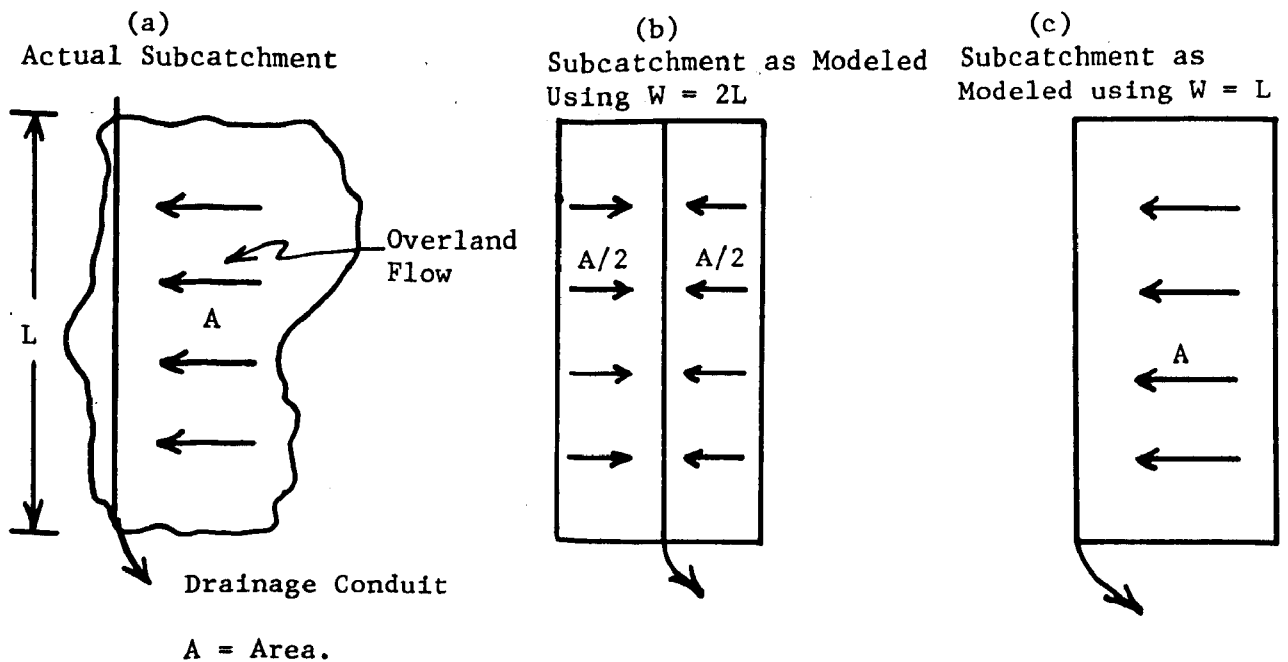 (a)
Actual Subcatchment
(b)
Subcatchment as Modeled
Using W = 2L
(c)
Subcatchment as
Modeled using W = L
L
A
Overland
Flow
A/2 A/2
A
Drainage Conduit
A = Area.